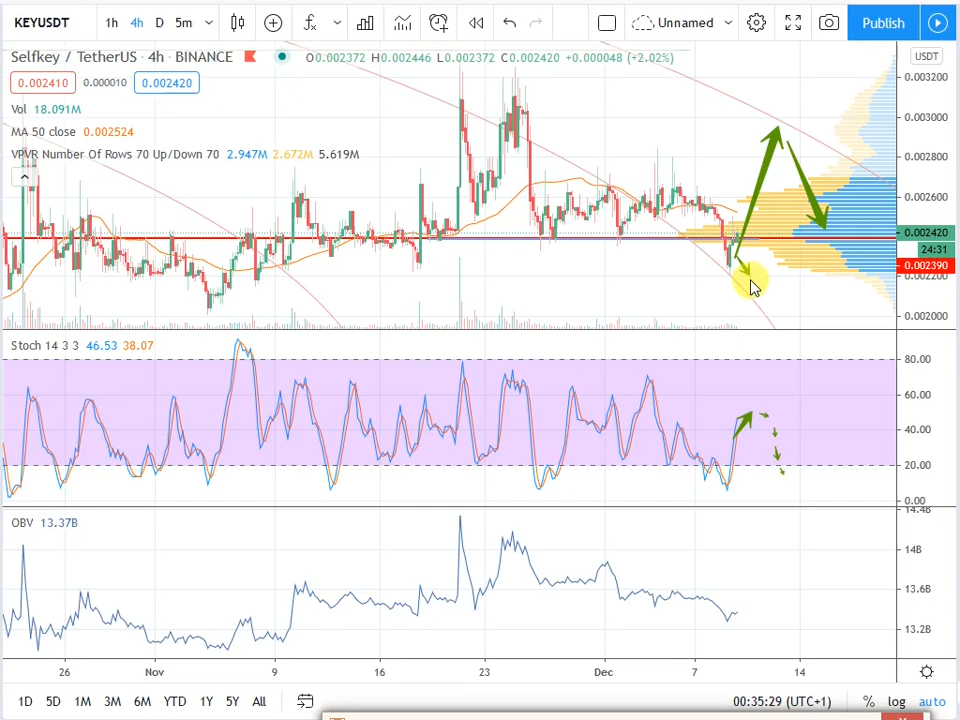 KEYUSDT 1h 4h D 5m Unnamed Publish
Selfkey / TetherUS · 4h · BINANCE O0.002372 H0.002446 L0.002372 C0.002420 +0.000048 (+2.02%) USDT
0.002410 0.000010 0.002420
Vol 18.091M
MA 50 close 0.002524
VPVR Number Of Rows 70 Up/Down 70 2.947M 2.672M 5.619M
0.003200
0.003000
0.002800
0.002600
0.002420
24:31
0.002390
0.002200
0.002000
Stoch 14 3 3 46.53 38.07
80.00
60.00
40.00
20.00
0.00
OBV 13.37B
14.4B
14B
13.6B
13.2B
26 Nov 9 16 23 Dec 7 14
1D 5D 1M 3M 6M YTD 1Y 5Y All 00:35:29 (UTC+1) % log auto